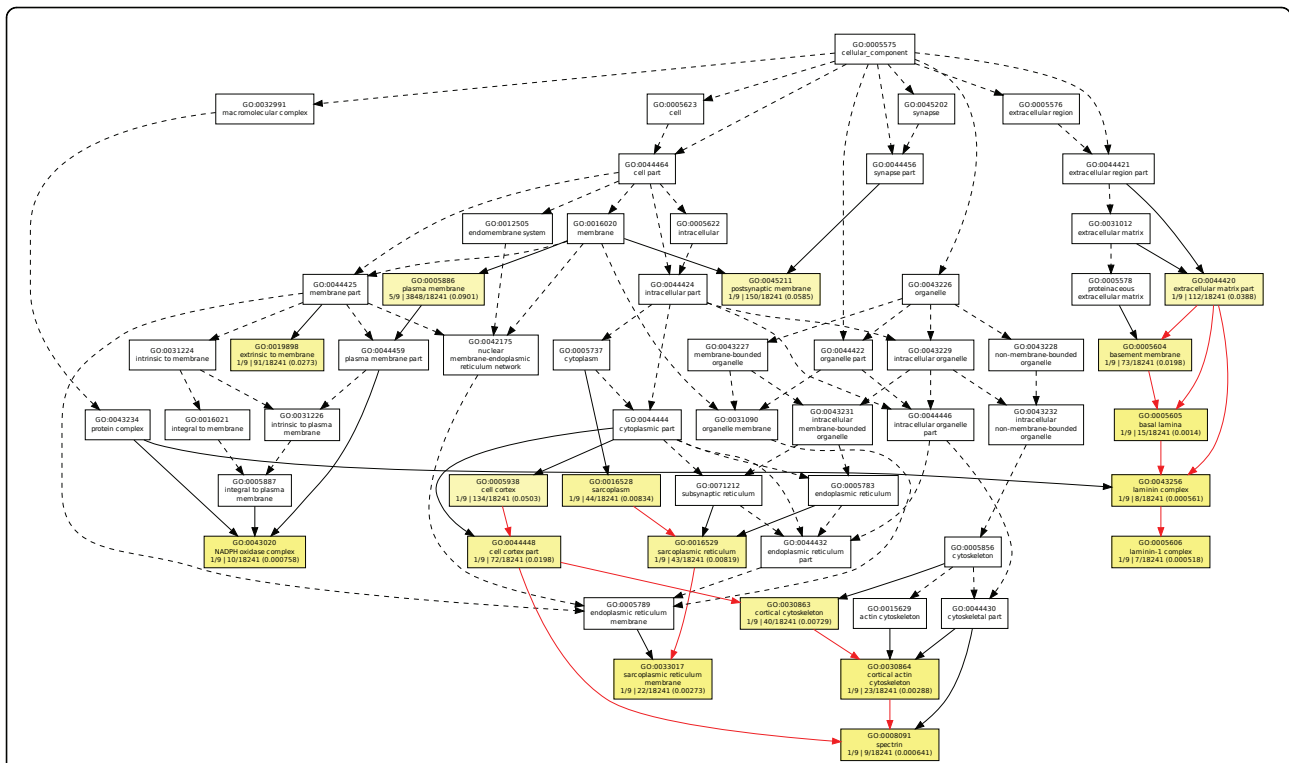 GO:0005575
cellular_component
GO:0032991
macromolecular complex
GO:0005623
cell
GO:0045202
synapse
GO:0005576
extracellular region
GO:0044464
cell part
GO:0044456
synapse part
GO:0044421
extracellular region part
GO:0012505
endomembrane system
GO:0016020
membrane
GO:0005622
intracellular
GO:0031012
extracellular matrix
GO:0044425
membrane part
GO:0005886
plasma membrane
5/9 | 3848/18241 (0.0901)
GO:0044424
intracellular part
GO:0045211
postsynaptic membrane
1/9 | 150/18241 (0.0585)
GO:0043226
organelle
GO:0005578
proteinaceous
extracellular matrix
GO:0044420
extracellular matrix part
1/9 | 112/18241 (0.0388)
GO:0031224
intrinsic to membrane
GO:0019898
extrinsic to membrane
1/9 | 91/18241 (0.0273)
GO:0044459
plasma membrane part
GO:0042175
nuclear
membrane-endoplasmic
reticulum network
GO:0005737
cytoplasm
GO:0043227
membrane-bounded
organelle
GO:0044422
organelle part
GO:0043229
intracellular organelle
GO:0043228
non-membrane-bounded
organelle
GO:0005604
basement membrane
1/9 | 73/18241 (0.0198)
GO:0043234
protein complex
GO:0016021
integral to membrane
GO:0031226
intrinsic to plasma
membrane
GO:0044444
cytoplasmic part
GO:0031090
organelle membrane
GO:0043231
intracellular
membrane-bounded
organelle
GO:0044446
intracellular organelle
part
GO:0043232
intracellular
non-membrane-bounded
organelle
GO:0005605
basal lamina
1/9 | 15/18241 (0.0014)
GO:0005887
integral to plasma
membrane
GO:0005938
cell cortex
1/9 | 134/18241 (0.0503)
GO:0016528
sarcoplasm
1/9 | 44/18241 (0.00834)
GO:0071212
subsynaptic reticulum
GO:0005783
endoplasmic reticulum
GO:0043256
laminin complex
1/9 | 8/18241 (0.000561)
GO:0043020
NADPH oxidase complex
1/9 | 10/18241 (0.000758)
GO:0044448
cell cortex part
1/9 | 72/18241 (0.0198)
GO:0016529
sarcoplasmic reticulum
1/9 | 43/18241 (0.00819)
GO:0044432
endoplasmic reticulum
part
GO:0005856
cytoskeleton
GO:0005606
laminin-1 complex
1/9 | 7/18241 (0.000518)
GO:0005789
endoplasmic reticulum
membrane
GO:0030863
cortical cytoskeleton
1/9 | 40/18241 (0.00729)
GO:0015629
actin cytoskeleton
GO:0044430
cytoskeletal part
GO:0033017
sarcoplasmic reticulum
membrane
1/9 | 22/18241 (0.00273)
GO:0030864
cortical actin
cytoskeleton
1/9 | 23/18241 (0.00288)
GO:0008091
spectrin
1/9 | 9/18241 (0.000641)